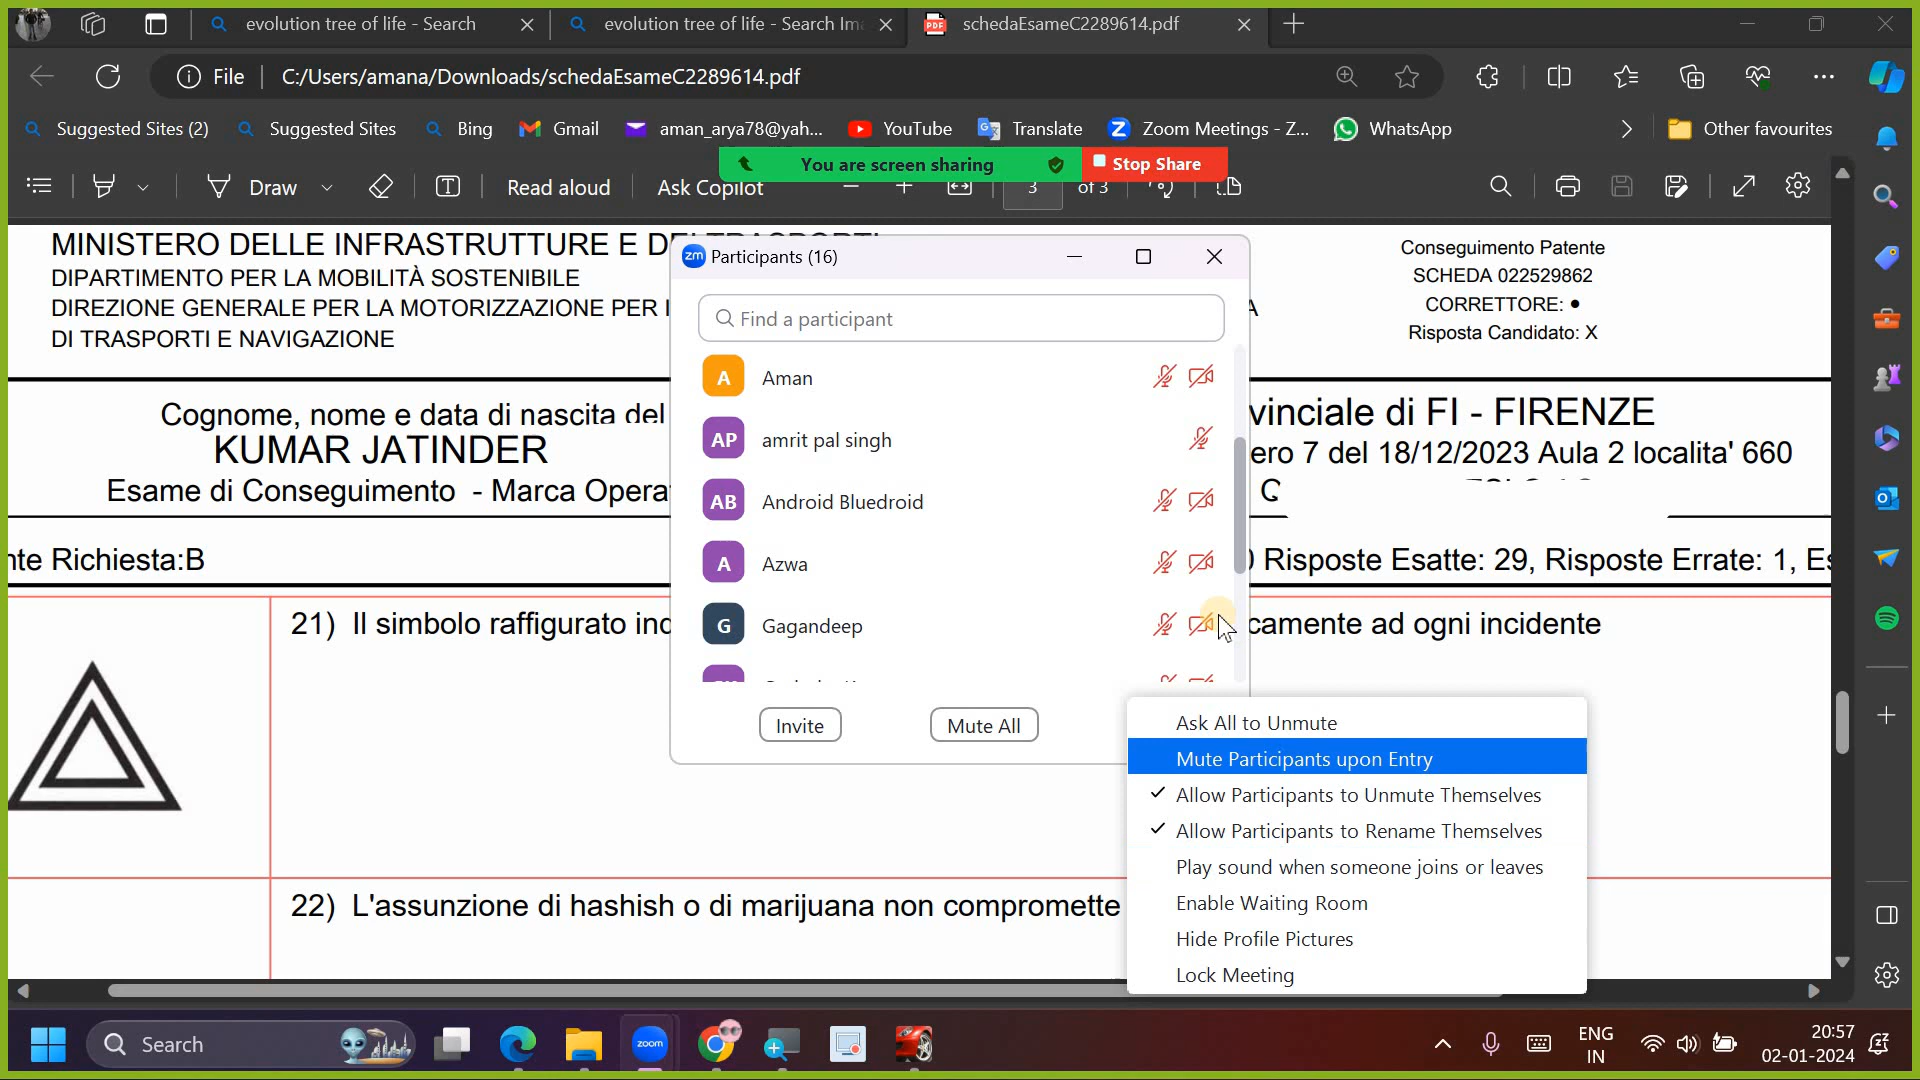 evolution tree of life - Search
evolution tree of life - Search Im
schedaEsameC2289614.pdf
File
C:/Users/amana/Downloads/schedaEsameC2289614.pdf
Suggested Sites (2)
Suggested Sites
Bing
Gmail
aman_arya78@yah...
YouTube
Translate
Zoom Meetings - Z...
WhatsApp
Other favourites
You are screen sharing
Stop Share
Draw
Read aloud
Ask Copilot
3
of 3
MINISTERO DELLE INFRASTRUTTURE E DEI TRASPORTI
DIPARTIMENTO PER LA MOBILITÀ SOSTENIBILE
DIREZIONE GENERALE PER LA MOTORIZZAZIONE PER I
DI TRASPORTI E NAVIGAZIONE
Conseguimento Patente
SCHEDA 022529862
CORRETTORE: •
Risposta Candidato: X
Cognome, nome e data di nascita del
KUMAR JATINDER
Esame di Conseguimento - Marca Opera
vinciale di FI - FIRENZE
ero 7 del 18/12/2023 Aula 2 localita' 660
nte Richiesta:B
Risposte Esatte: 29, Risposte Errate: 1, Es
21) Il simbolo raffigurato ind
camente ad ogni incidente
22) L'assunzione di hashish o di marijuana non compromette
zm Participants (16)
Find a participant
A Aman
AP amrit pal singh
AB Android Bluedroid
A Azwa
G Gagandeep
Invite
Mute All
Ask All to Unmute
Mute Participants upon Entry
Allow Participants to Unmute Themselves
Allow Participants to Rename Themselves
Play sound when someone joins or leaves
Enable Waiting Room
Hide Profile Pictures
Lock Meeting
Search
zoom
ENG
IN
20:57
02-01-2024